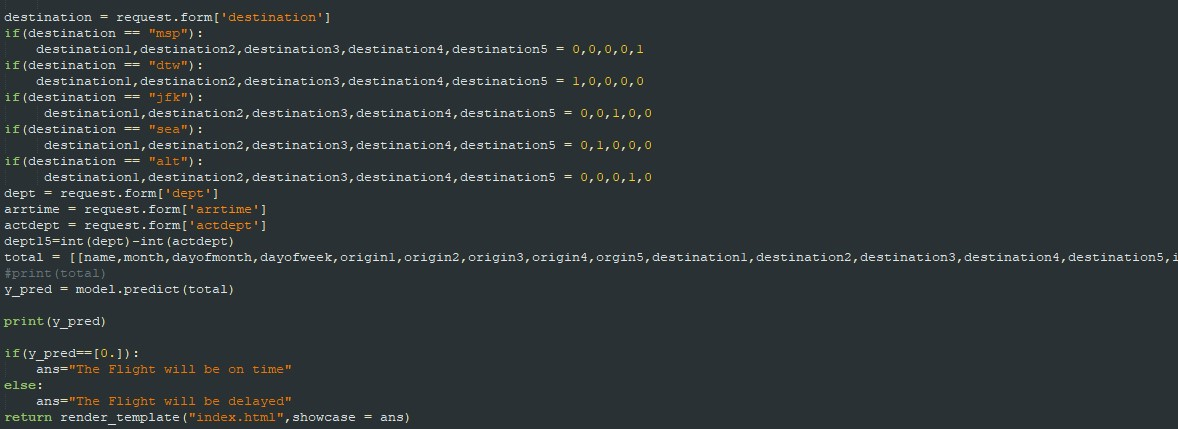 destination = request.form['destination']
if(destination == "msp"):
    destination1,destination2,destination3,destination4,destination5 = 0,0,0,0,1
if(destination == "dtw"):
    destination1,destination2,destination3,destination4,destination5 = 1,0,0,0,0
if(destination == "jfk"):
     destination1,destination2,destination3,destination4,destination5 = 0,0,1,0,0
if(destination == "sea"):
     destination1,destination2,destination3,destination4,destination5 = 0,1,0,0,0
if(destination == "alt"):
     destination1,destination2,destination3,destination4,destination5 = 0,0,0,1,0
dept = request.form['dept']
arrtime = request.form['arrtime']
actdept = request.form['actdept']
dept15=int(dept)-int(actdept)
total = [[name,month,dayofmonth,dayofweek,origin1,origin2,origin3,origin4,orgin5,destination1,destination2,destination3,destination4,destination5,i
#print(total)
y_pred = model.predict(total)
print(y_pred)
if(y_pred==[0.]):
    ans="The Flight will be on time"
else:
    ans="The Flight will be delayed"
return render_template("index.html",showcase = ans)